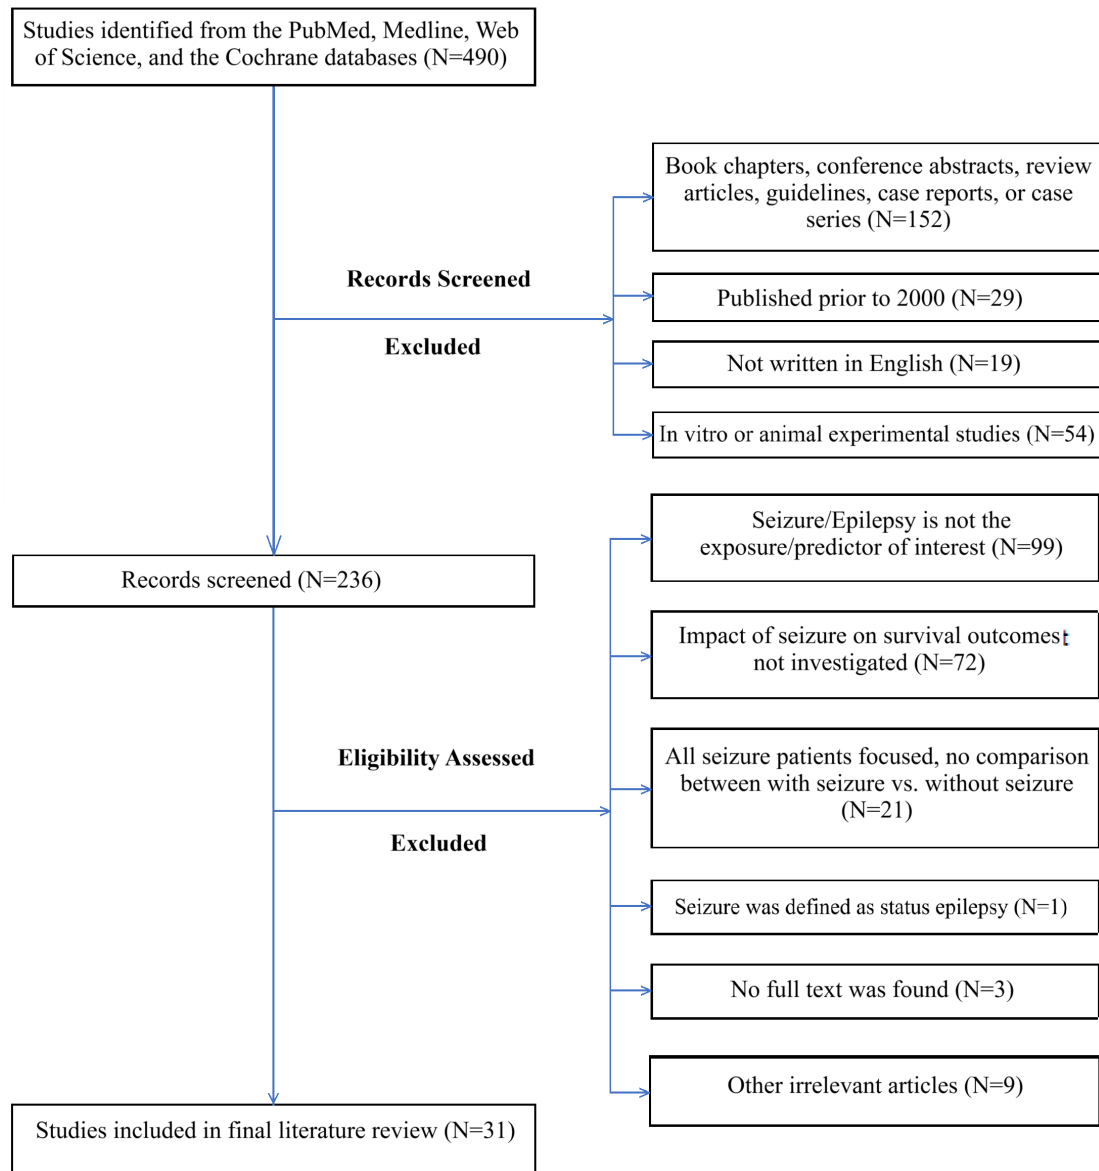 Studies identified from the PubMed, Medline, Web
of Science, and the Cochrane databases (N=490)
Book chapters, conference abstracts, review
articles, guidelines, case reports, or case
series (N=152)
Records Screened
Published prior to 2000 (N=29)
Excluded
Not written in English (N=19)
In vitro or animal experimental studies (N=54)
Seizure/Epilepsy is not the
exposure/predictor of interest (N=99)
Records screened (N=236)
Impact of seizure on survival outcomes
not investigated (N=72)
Eligibility Assessed
All seizure patients focused, no comparison
between with seizure vs. without seizure
(N=21)
Excluded
Seizure was defined as status epilepsy (N=1)
No full text was found (N=3)
Other irrelevant articles (N=9)
Studies included in final literature review (N=31)